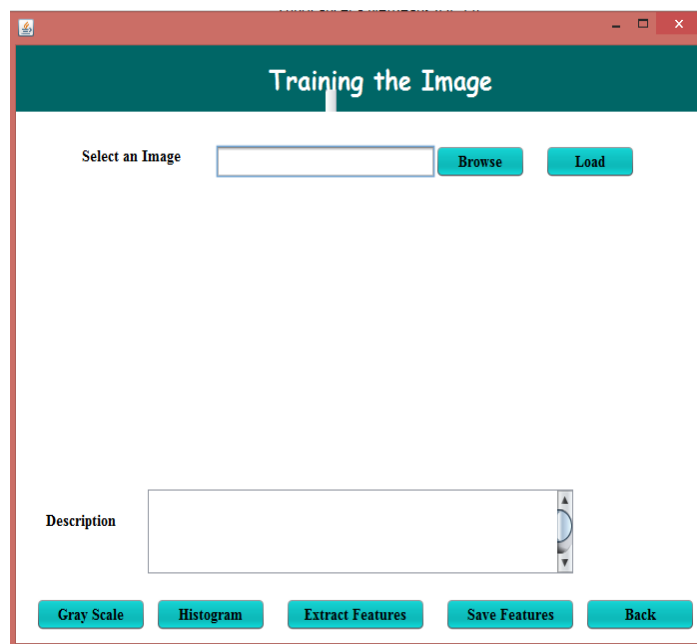 Training the Image
Select an Image
Browse
Load
Description
Gray Scale
Histogram
Extract Features
Save Features
Back